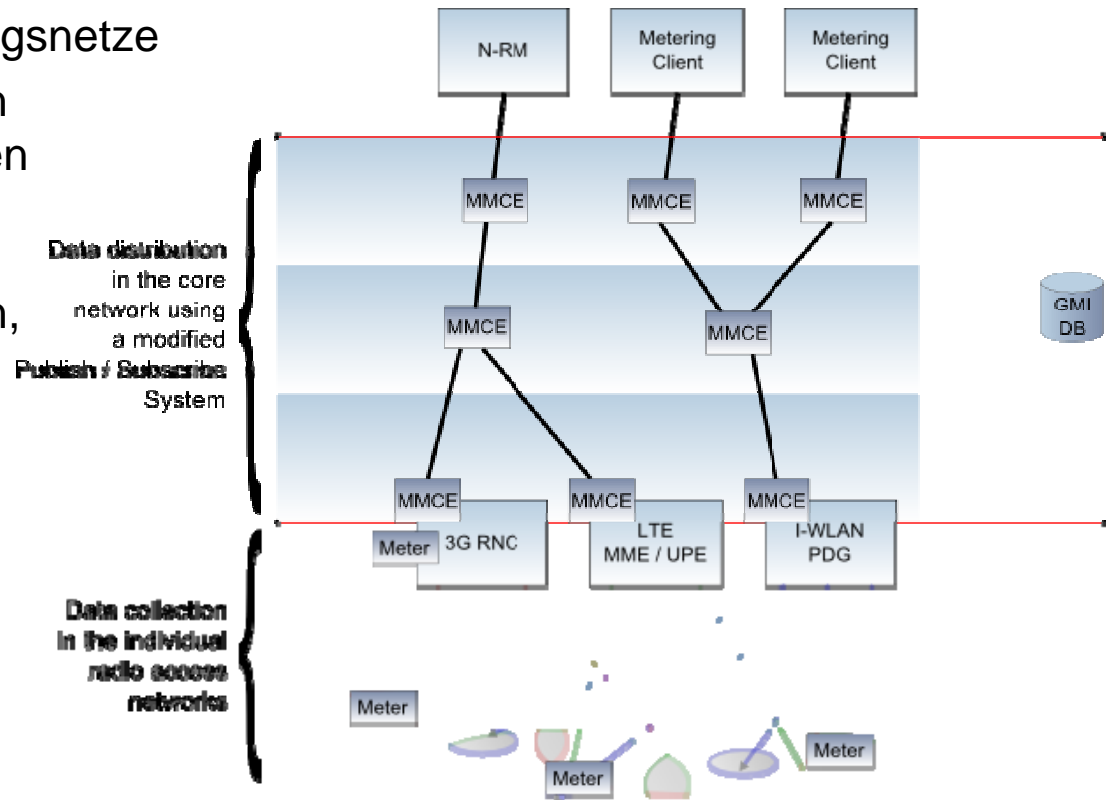 gsnetze
n
en
n,
N-RM
Metering
Client
Metering
Client
MMCE
MMCE
MMCE
Data distribution
in the core
network using
a modified
Publish / Subscribe
System
MMCE
MMCE
GMI
DB
MMCE
MMCE
MMCE
Meter
3G RNC
LTE
MME / UPE
I-WLAN
PDG
Data collection
in the individual
radio access
networks
Meter
Meter
Meter